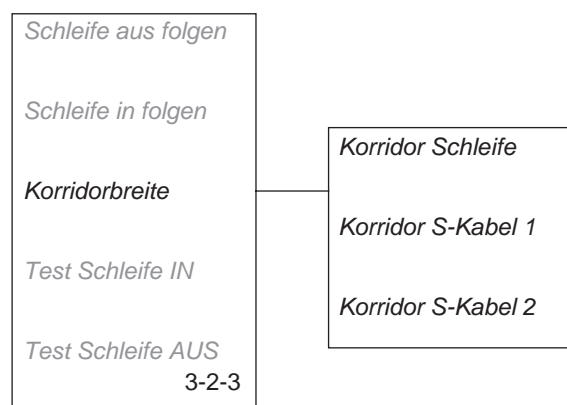 Schleife aus folgen
Schleife in folgen
Korridorbreite
Test Schleife IN
Test Schleife AUS
3-2-3
Korridor Schleife
Korridor S-Kabel 1
Korridor S-Kabel 2